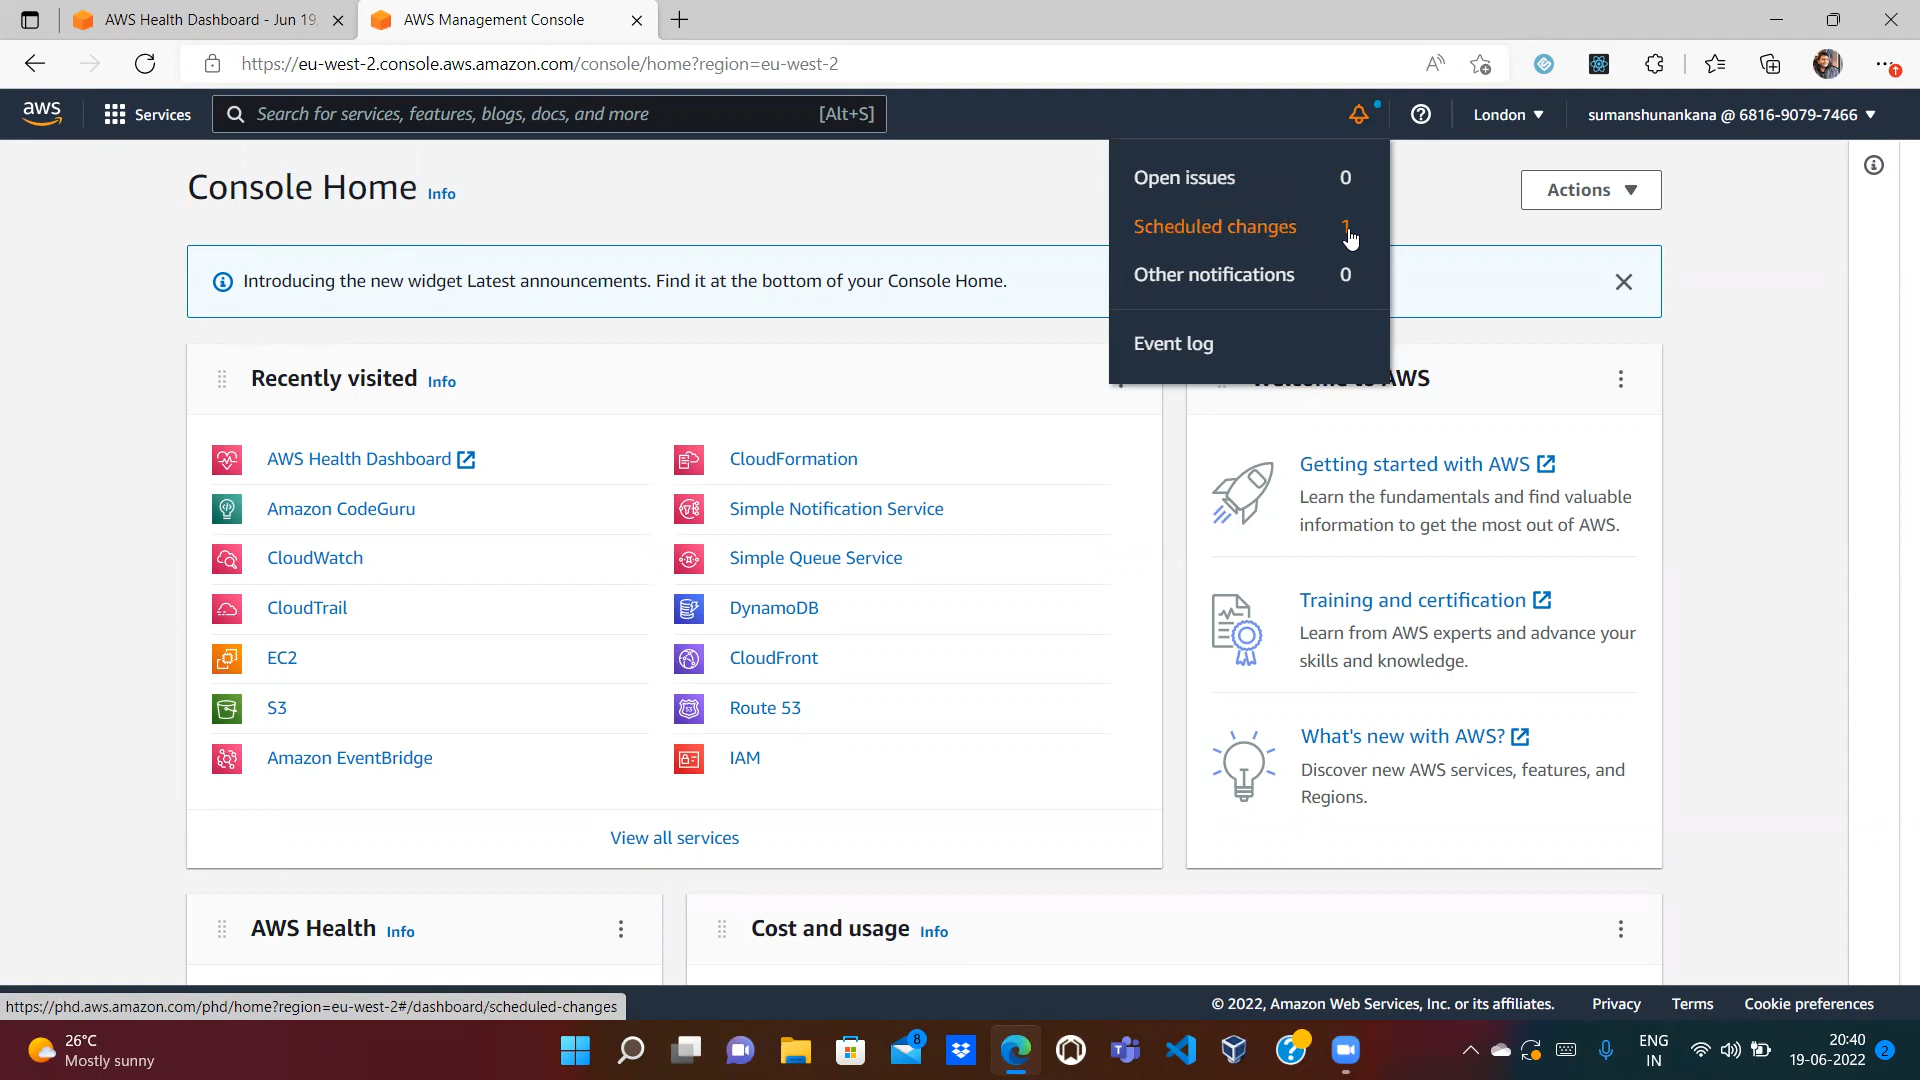 AWS Health Dashboard - Jun 19,
AWS Management Console
https://eu-west-2.console.aws.amazon.com/console/home?region=eu-west-2
aws
Services
Search for services, features, blogs, docs, and more
[Alt+S]
London
sumanshunankana @ 6816-9079-7466
Console Home Info
Actions
Open issues 0
Scheduled changes 1
Other notifications 0
Event log
Introducing the new widget Latest announcements. Find it at the bottom of your Console Home.
Recently visited Info
AWS Health Dashboard
Amazon CodeGuru
CloudWatch
CloudTrail
EC2
S3
Amazon EventBridge
CloudFormation
Simple Notification Service
Simple Queue Service
DynamoDB
CloudFront
Route 53
IAM
View all services
Welcome to AWS
Getting started with AWS
Learn the fundamentals and find valuable
information to get the most out of AWS.
Training and certification
Learn from AWS experts and advance your
skills and knowledge.
What's new with AWS?
Discover new AWS services, features, and
Regions.
AWS Health Info
Cost and usage Info
https://phd.aws.amazon.com/phd/home?region=eu-west-2#/dashboard/scheduled-changes
© 2022, Amazon Web Services, Inc. or its affiliates.
Privacy
Terms
Cookie preferences
26°C
Mostly sunny
8
ENG
IN
20:40
19-06-2022
2